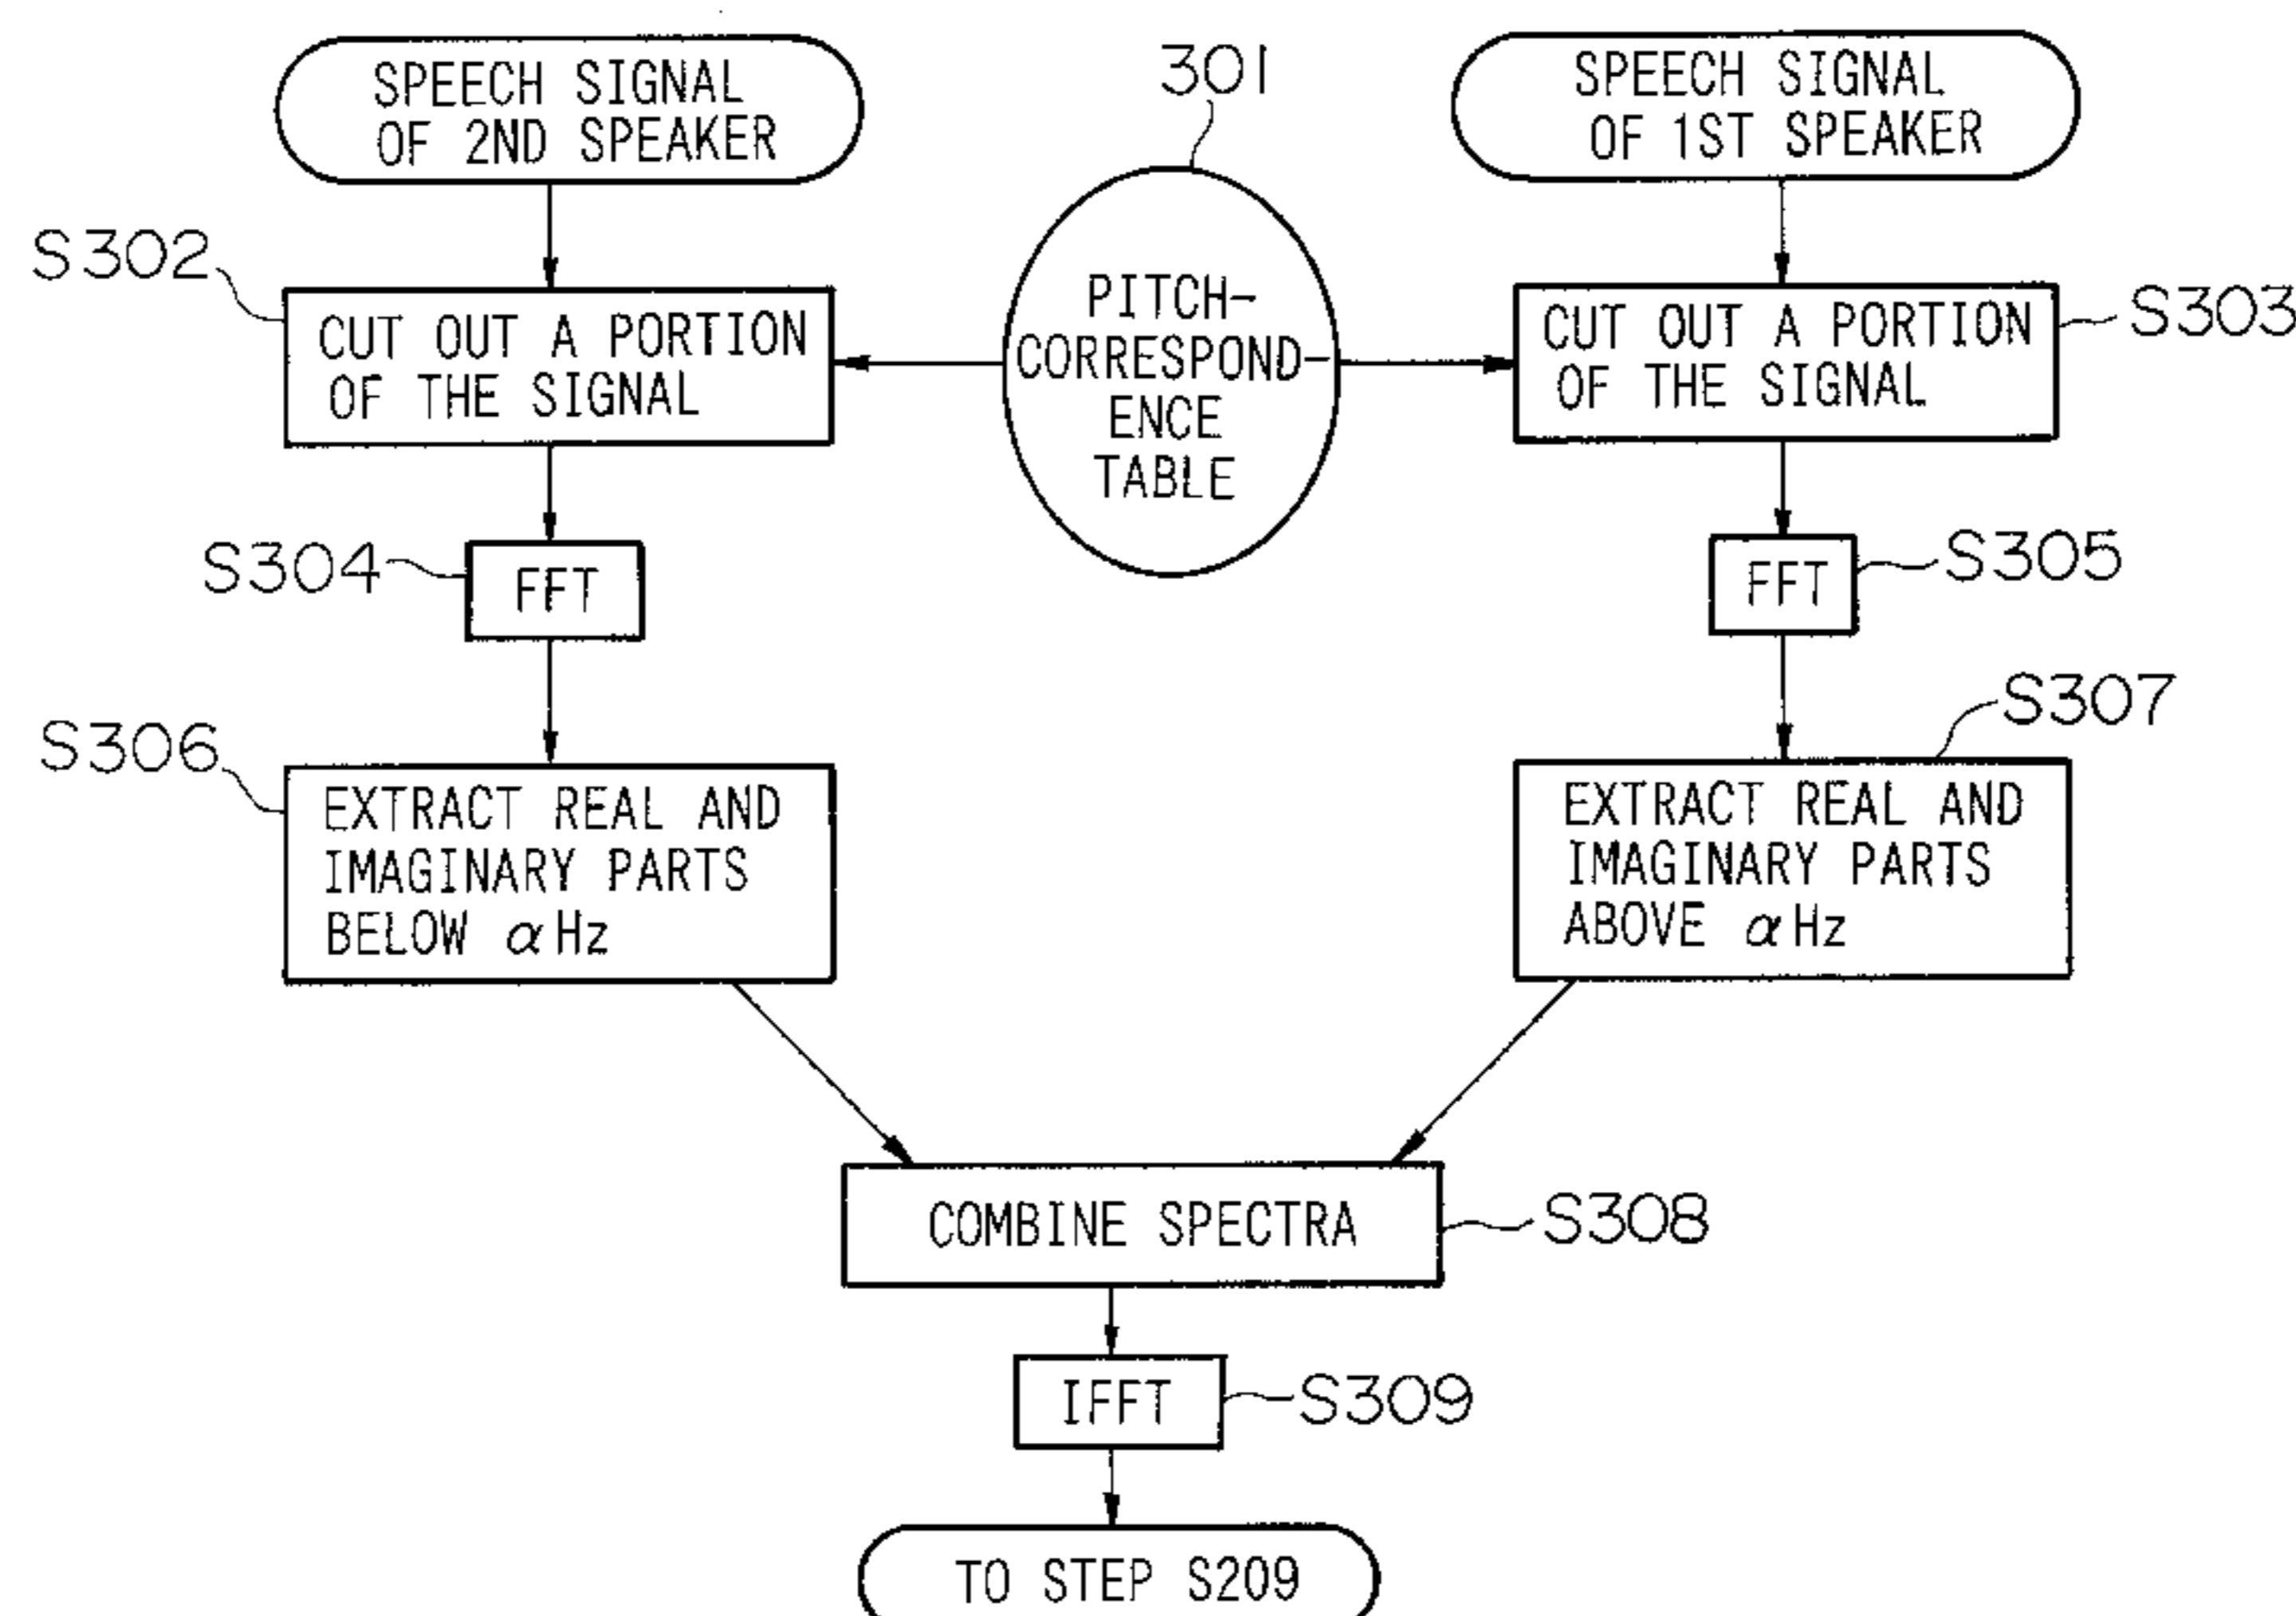 SPEECH SIGNAL
OF 2ND SPEAKER
301
SPEECH SIGNAL
OF 1ST SPEAKER
S302
CUT OUT A PORTION
OF THE SIGNAL
PITCH-
CORRESPOND-
ENCE
TABLE
CUT OUT A PORTION
OF THE SIGNAL
S303
S304
FFT
FFT
S305
S306
EXTRACT REAL AND
IMAGINARY PARTS
BELOW α Hz
S307
EXTRACT REAL AND
IMAGINARY PARTS
ABOVE α Hz
COMBINE SPECTRA
S308
IFFT
S309
TO STEP S209